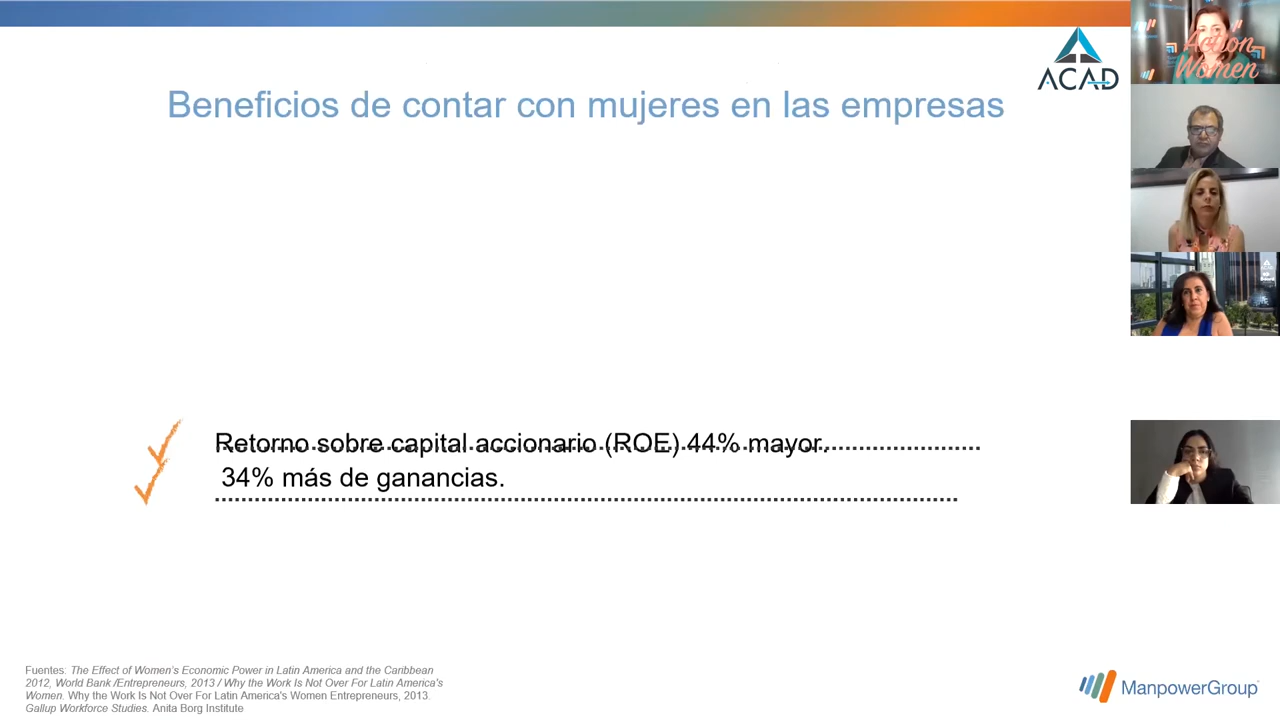 Action
Women
ACAD
Beneficios de contar con mujeres en las empresas
Retorno sobre capital accionario (ROE) 44% mayor.
34% más de ganancias.
Fuentes: The Effect of Women's Economic Power in Latin America and the Caribbean
2012, World Bank /Entrepreneurs, 2013 / Why the Work Is Not Over For Latin America's
Women. Why the Work Is Not Over For Latin America's Women Entrepreneurs, 2013.
Gallup Workforce Studies. Anita Borg Institute
ManpowerGroup